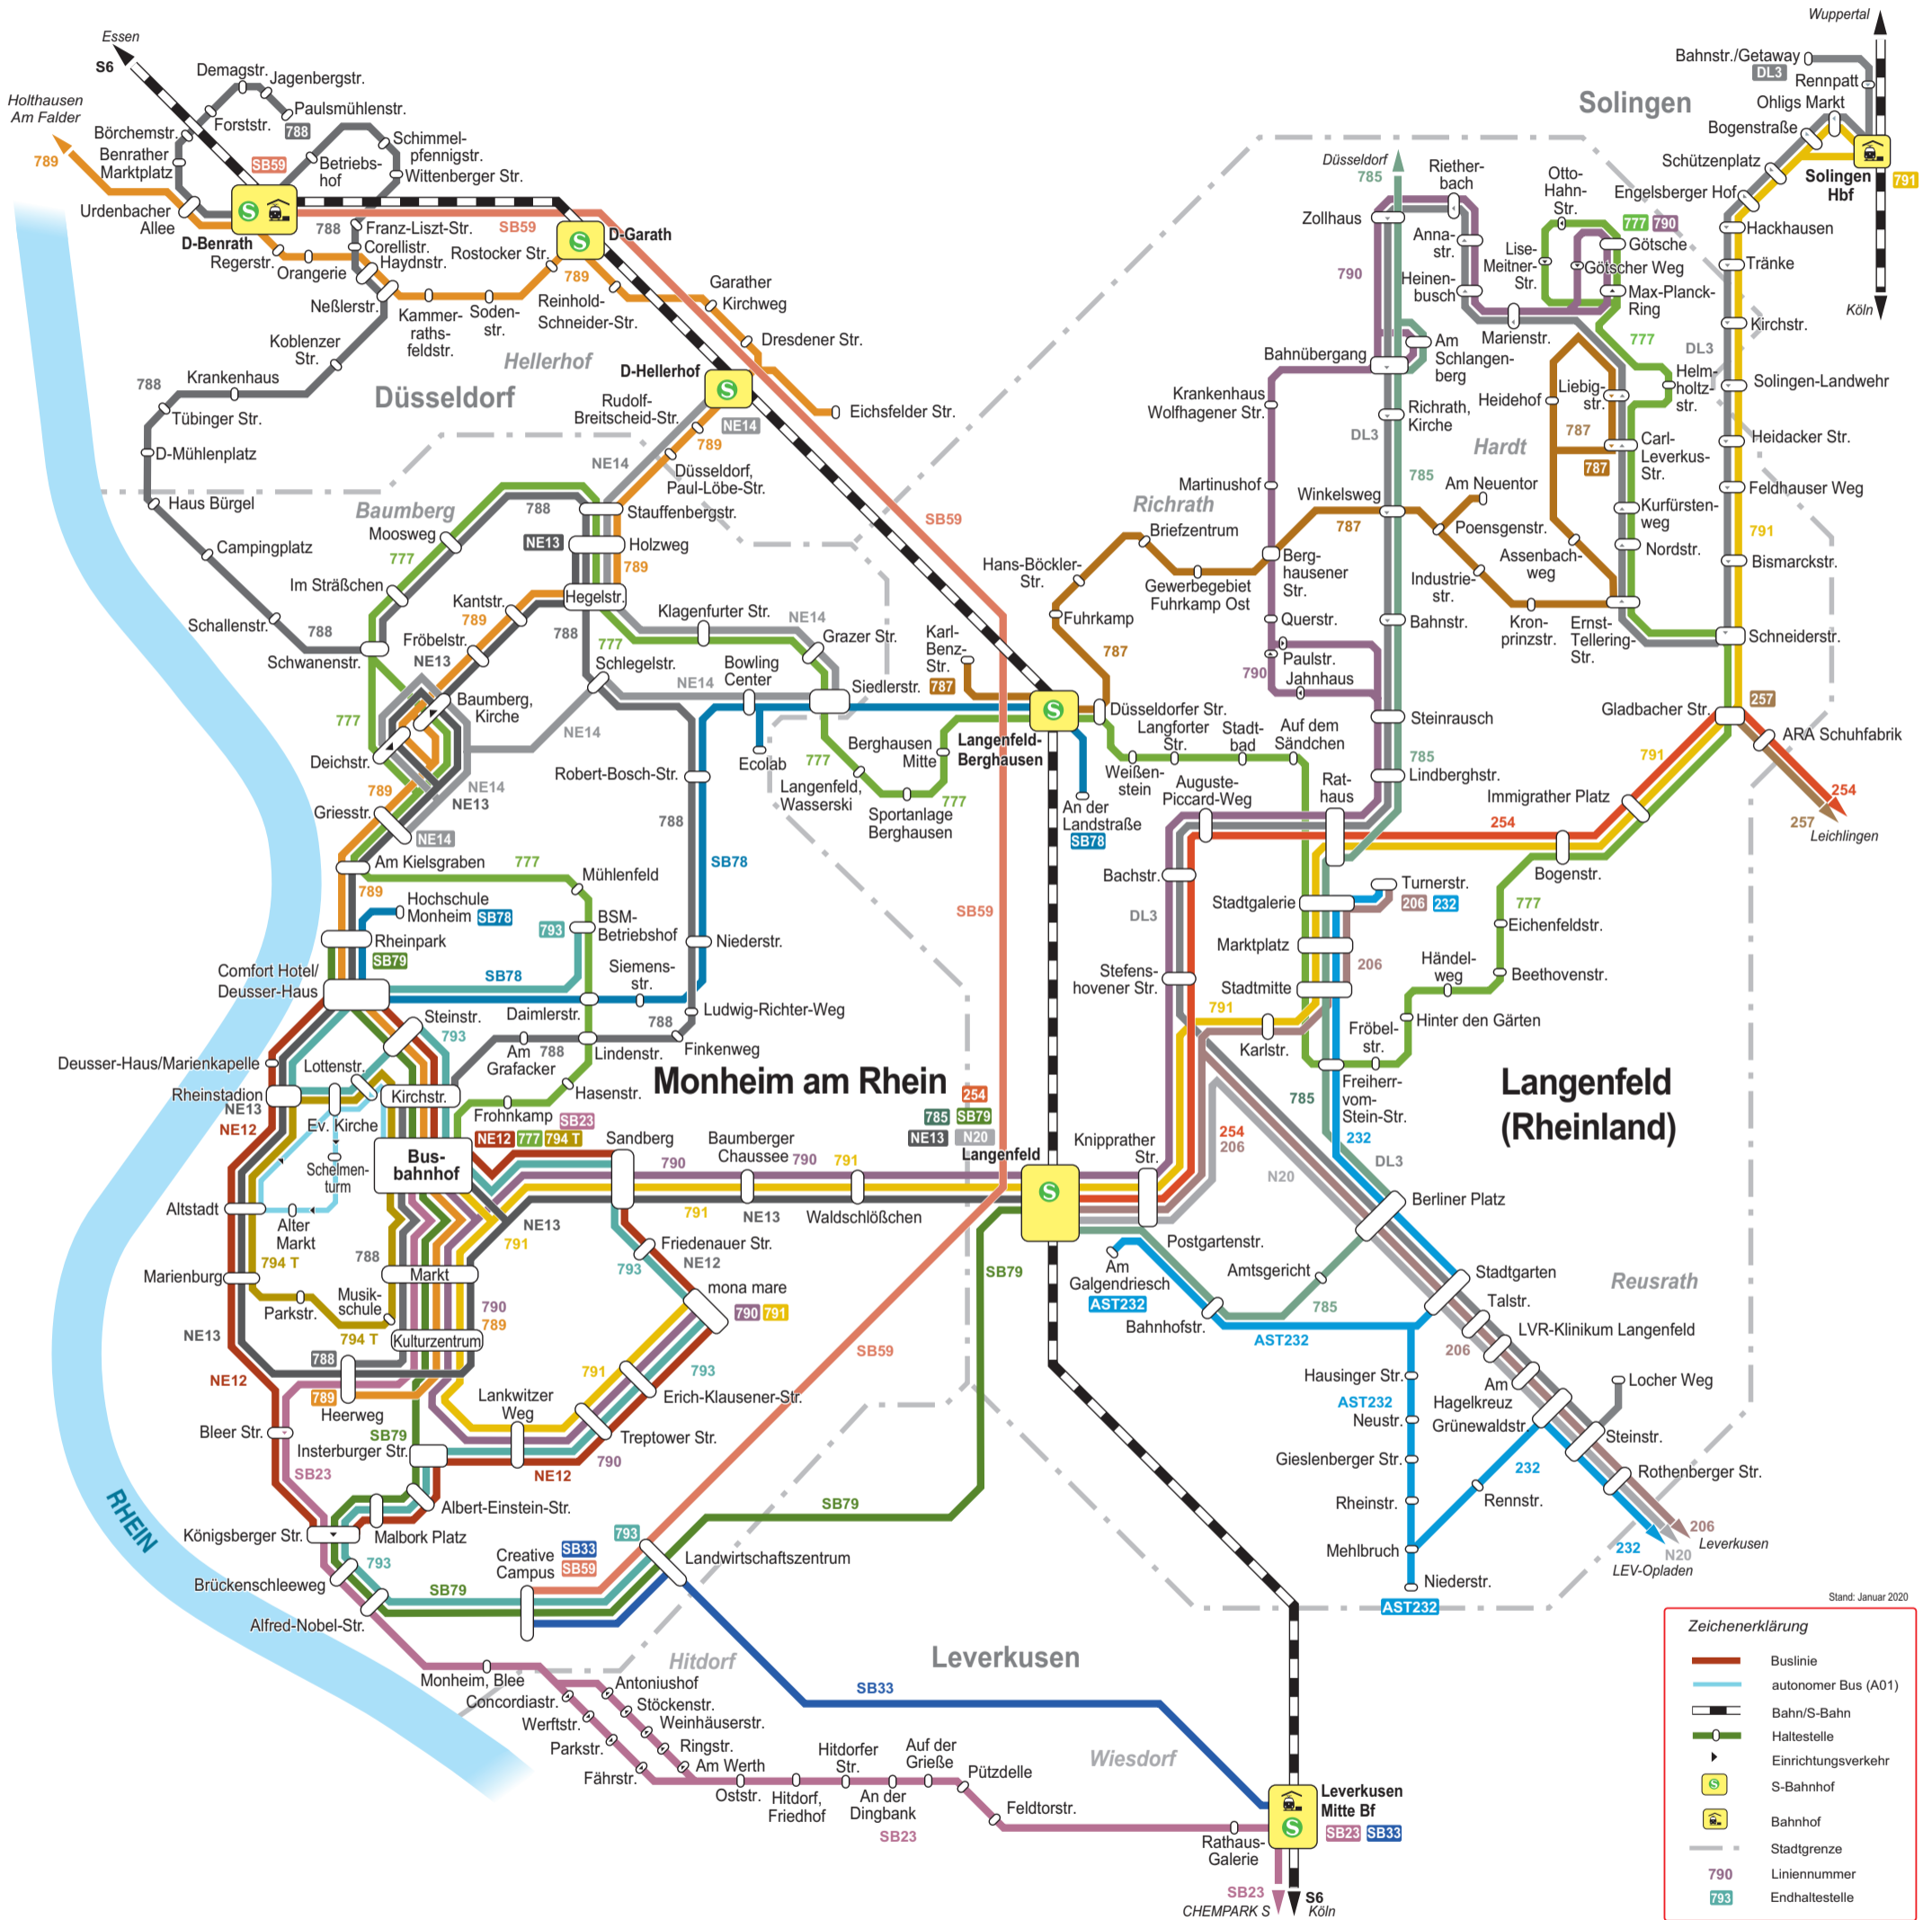 Essen
S6
Demagstr.
Jagenbergstr.
Holthausen
Am Falder
Paulsmühlenstr.
Forststr.
788
Börchemstr.
Schimmel-
pfennigstr.
Benrather
Marktplatz
789
SB59
Betriebs-
hof
Wittenberger Str.
Urdenbacher
Allee
D-Benrath
788
Franz-Liszt-Str.
SB59
D-Garath
Regerstr.
Corellistr.
Rostocker Str.
Orangerie
Haydnstr.
789
Garather
Kirchweg
Neßlerstr.
Kammer-
raths-
feldstr.
Soden-
str.
Reinhold-
Schneider-Str.
Koblenzer
Str.
Hellerhof
Dresdener Str.
788
Krankenhaus
Düsseldorf
D-Hellerhof
Tübinger Str.
Rudolf-
Breitscheid-Str.
NE14
Eichsfelder Str.
789
D-Mühlenplatz
NE14
Düsseldorf,
Paul-Löbe-Str.
Haus Bürgel
Baumberg
788
Stauffenbergstr.
SB59
Moosweg
777
NE13
Holzweg
Campingplatz
789
Im Sträßchen
Hegelstr.
Kantstr.
789
Klagenfurter Str.
NE14
Schallenstr.
788
Fröbelstr.
788
777
Grazer Str.
Schwanenstr.
NE13
Schlegelstr.
Bowling
Center
Karl-
Benz-
Str.
787
NE14
Siedlerstr.
Baumberg,
Kirche
777
NE14
Deichstr.
Ecolab
777
Berghausen
Mitte
Langenfeld-
Berghausen
789
NE14
NE13
Robert-Bosch-Str.
Langenfeld,
Wasserski
777
Sportanlage
Berghausen
Griesstr.
NE14
788
An der
Landstraße
SB78
Am Kielsgraben
777
SB78
789
Mühlenfeld
Hochschule
Monheim
SB78
793
BSM-
Betriebshof
SB59
Rheinpark
SB79
Niederstr.
Comfort Hotel/
Deusser-Haus
SB78
Siemens-
str.
Daimlerstr.
Ludwig-Richter-Weg
Steinstr.
793
788
Deusser-Haus/Marienkapelle
Lottenstr.
Am
Grafacker
788
Lindenstr.
Finkenweg
Rheinstadion
NE13
NE12
Kirchstr.
Hasenstr.
Monheim am Rhein
Ev. Kirche
Frohnkamp
SB23
NE12
777
794 T
254
785
SB79
NE13
N20
Langenfeld
Bus-
bahnhof
Sandberg
Baumberger
Chaussee
790
790
791
Schelmen-
turm
Altstadt
Alter
Markt
NE13
791
791
NE13
Waldschlößchen
794 T
788
Friedenauer Str.
NE12
793
SB79
Marienburg
Markt
mona mare
790
791
Parkstr.
Musik-
schule
790
789
NE13
794 T
Kulturzentrum
788
SB59
NE12
789
Heerweg
Lankwitzer
Weg
791
793
Erich-Klausener-Str.
Bleer Str.
SB79
Insterburger Str.
Treptower Str.
790
SB23
NE12
Albert-Einstein-Str.
SB79
Königsberger Str.
Malbork Platz
793
793
SB33
SB59
Creative
Campus
Landwirtschaftszentrum
Brückenschleeweg
SB79
Alfred-Nobel-Str.
RHEIN
Monheim, Blee
Hitdorf
Leverkusen
Antoniushof
Concordiastr.
Stöckenstr.
SB33
Werftstr.
Weinhäuserstr.
Parkstr.
Ringstr.
Fährstr.
Am Werth
Oststr.
Hitdorf,
Friedhof
Hitdorfer
Str.
An der
Dingbank
Auf der
Grieße
Pützdelle
Wiesdorf
SB23
Feldtorstr.
Leverkusen
Mitte Bf
SB23
SB33
Rathaus-
Galerie
SB23
CHEMPARK S
S6
Köln
Wuppertal
Bahnstr./Getaway
DL3
Rennpatt
Solingen
Ohligs Markt
Bogenstraße
Schützenplatz
Solingen
Hbf
791
Engelsberger Hof
Hackhausen
Tränke
Köln
Kirchstr.
DL3
Solingen-Landwehr
Heidacker Str.
Feldhauser Weg
791
Bismarckstr.
Schneiderstr.
Düsseldorf
785
Riether-
bach
Otto-
Hahn-
Str.
777
790
Zollhaus
Anna-
str.
Lise-
Meitner-
Str.
Götsche
Götscher Weg
790
Heinen-
busch
Max-Planck-
Ring
Marienstr.
777
Am
Schlangen-
berg
Bahnübergang
Krankenhaus
Wolfhagener Str.
Heidehof
Liebig-
str.
Helm-
holtz-
str.
Richrath,
Kirche
787
DL3
Hardt
787
Carl-
Leverkus-
Str.
785
Martinushof
Richrath
Winkelsweg
Am Neuentor
Kurfürsten-
weg
787
Poensgenstr.
Briefzentrum
Nordstr.
Hans-Böckler-
Str.
Gewerbegebiet
Fuhrkamp Ost
Berg-
hausener
Str.
Assenbach-
weg
Industrie-
str.
Fuhrkamp
Querstr.
Bahnstr.
Kron-
prinzstr.
Ernst-
Tellering-
Str.
787
Paulstr.
790
Jahnhaus
Düsseldorfer Str.
Steinrausch
Gladbacher Str.
257
Langforter
Str.
Stadt-
bad
Auf dem
Sändchen
ARA Schuhfabrik
785
791
Weißen-
stein
Lindberghstr.
Auguste-
Piccard-Weg
Rat-
haus
Immigrather Platz
254
254
257
Leichlingen
Bogenstr.
Bachstr.
Turnerstr.
206
232
Stadtgalerie
777
DL3
Eichenfeldstr.
Marktplatz
206
Händel-
weg
Beethovenstr.
Stefens-
hovener Str.
Stadtmitte
791
Fröbel-
str.
Hinter den Gärten
Karlstr.
Freiherr-
vom-
Stein-Str.
Langenfeld
(Rheinland)
785
Knipprather
Str.
254
206
232
DL3
N20
Berliner Platz
Postgartenstr.
Am
Galgendriesch
AST232
Amtsgericht
Stadtgarten
Reusrath
785
Talstr.
Bahnhofstr.
AST232
LVR-Klinikum Langenfeld
206
Hausinger Str.
Am
Hagelkreuz
Locher Weg
AST232
Neustr.
Grünewaldstr.
Steinstr.
Gieslenberger Str.
232
Rothenberger Str.
Rheinstr.
Rennstr.
206
Leverkusen
232
N20
LEV-Opladen
Mehlbruch
Niederstr.
AST232
Stand: Januar 2020
Zeichenerklärung
Buslinie
autonomer Bus (A01)
Bahn/S-Bahn
Haltestelle
Einrichtungsverkehr
S
S-Bahnhof
Bahnhof
Stadtgrenze
790
Liniennummer
793
Endhaltestelle